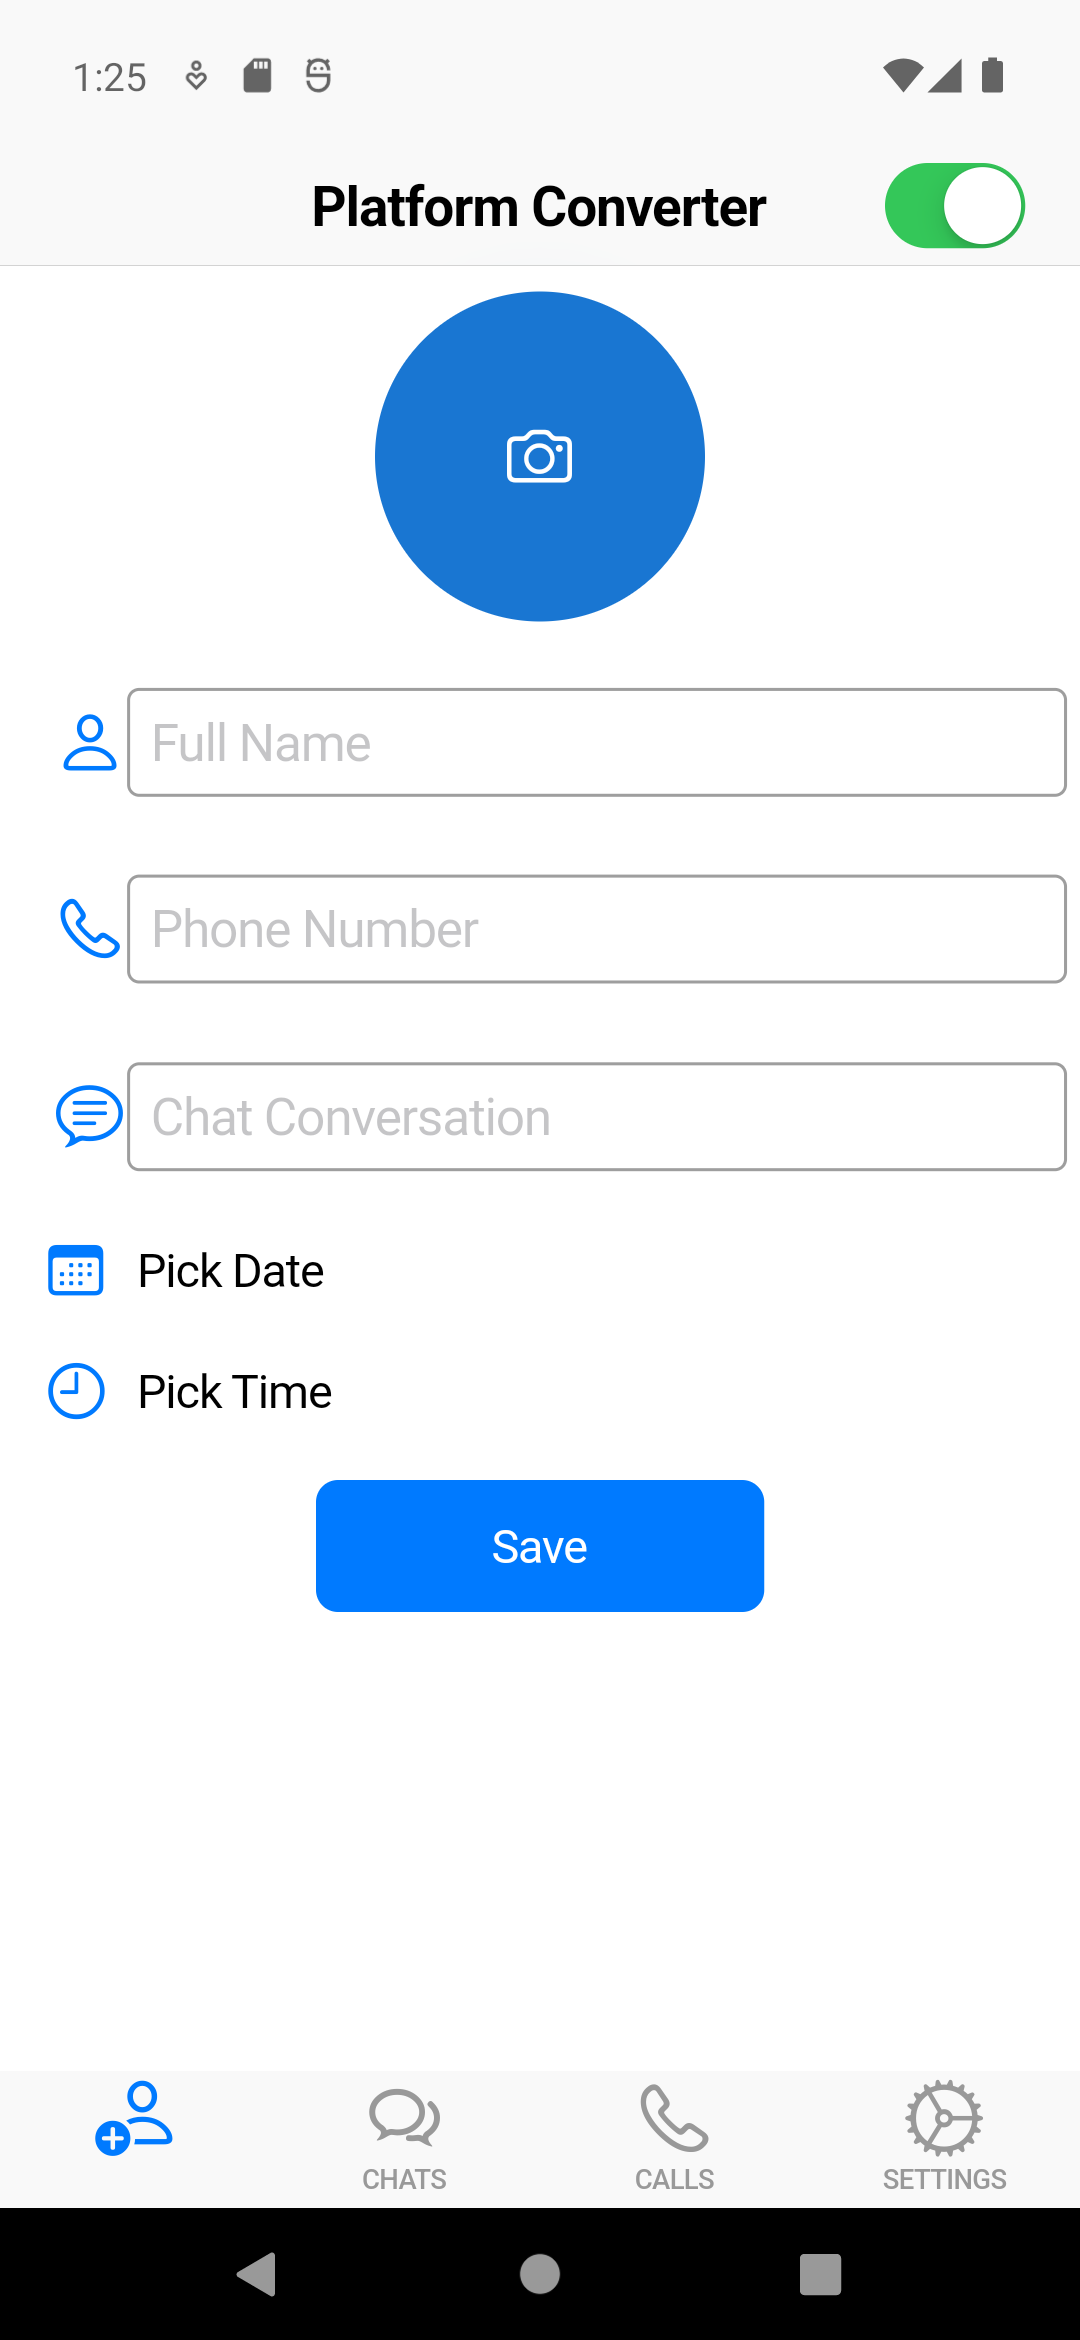 1:25
Platform Converter
Full Name
Phone Number
Chat Conversation
Pick Date
Pick Time
Save
CHATS
CALLS
SETTINGS